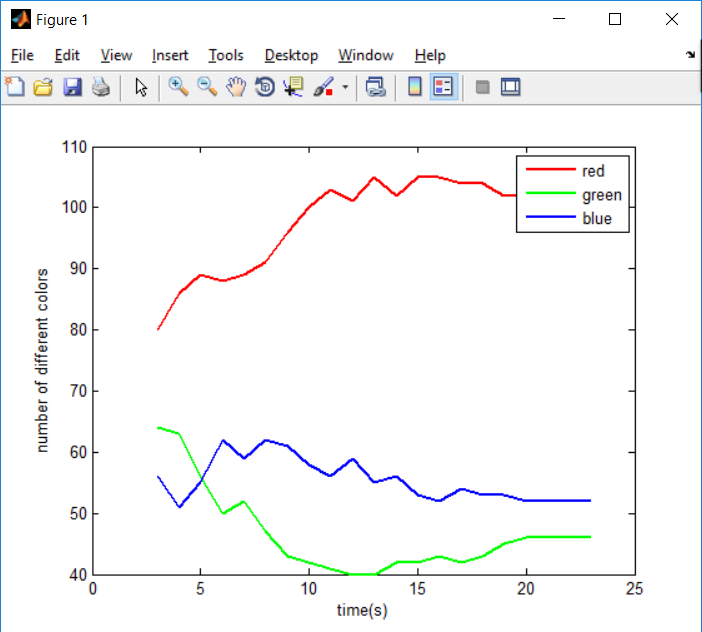 Figure 1
File Edit View Insert Tools Desktop Window Help
110
100
90
80
70
60
50
40
0 5 10 15 20 25
number of different colors
time(s)
red
green
blue